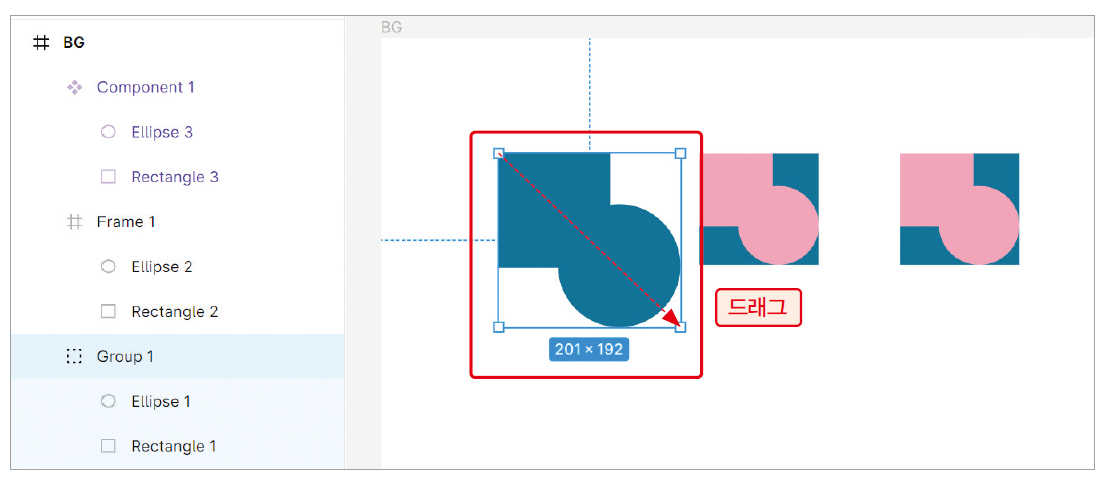 BG
Component 1
Ellipse 3
Rectangle 3
Frame 1
Ellipse 2
Rectangle 2
Group 1
Ellipse 1
Rectangle 1
BG
드래그
201 × 192